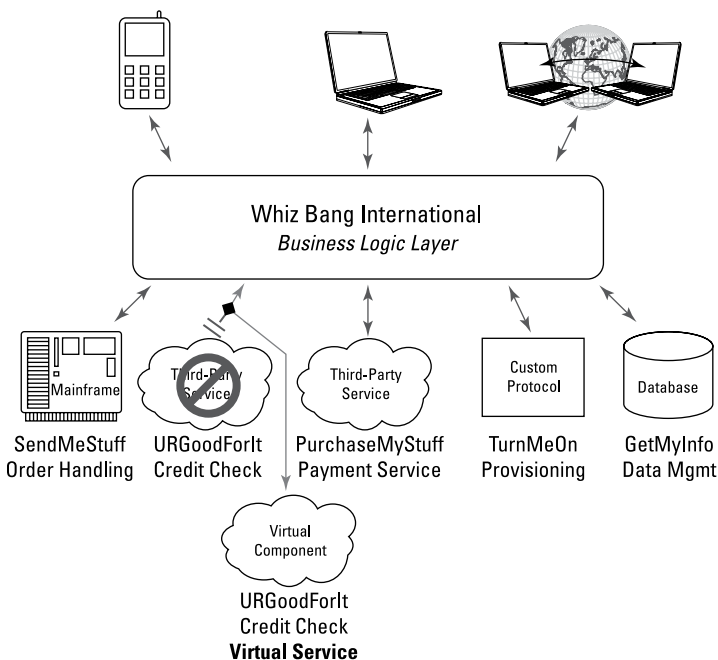 Whiz Bang International
Business Logic Layer
Mainframe
SendMeStuff
Order Handling
Third-Party
Service
URGoodForIt
Credit Check
Third-Party
Service
PurchaseMyStuff
Payment Service
Custom
Protocol
TurnMeOn
Provisioning
Database
GetMyInfo
Data Mgmt
Virtual
Component
URGoodForIt
Credit Check
Virtual Service